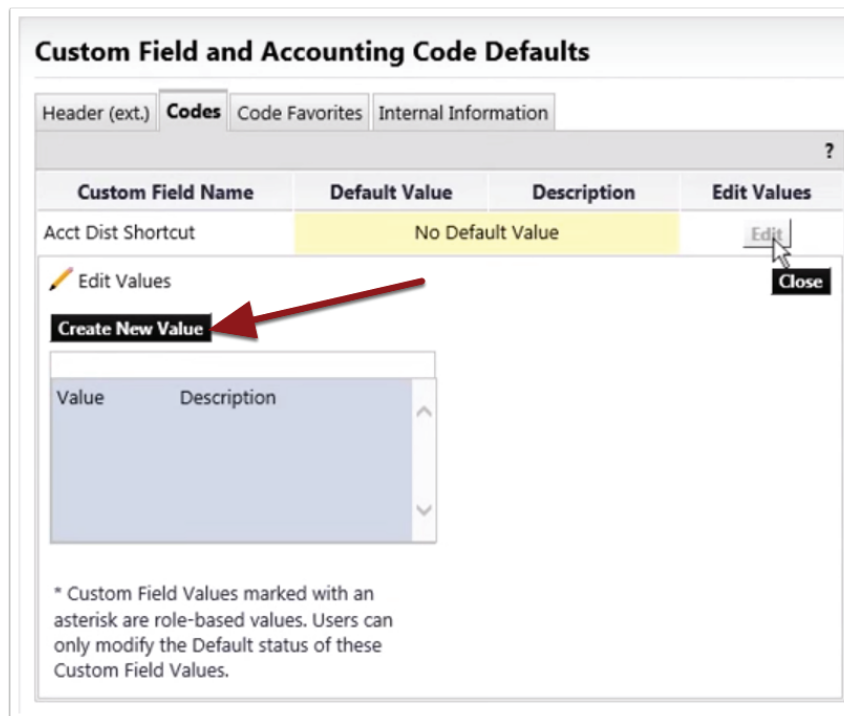 Custom Field and Accounting Code Defaults
Header (ext.) Codes Code Favorites Internal Information
?
Custom Field Name Default Value Description Edit Values
Acct Dist Shortcut No Default Value Edit
Edit Values Close
Create New Value
Value Description
* Custom Field Values marked with an
asterisk are role-based values. Users can
only modify the Default status of these
Custom Field Values.